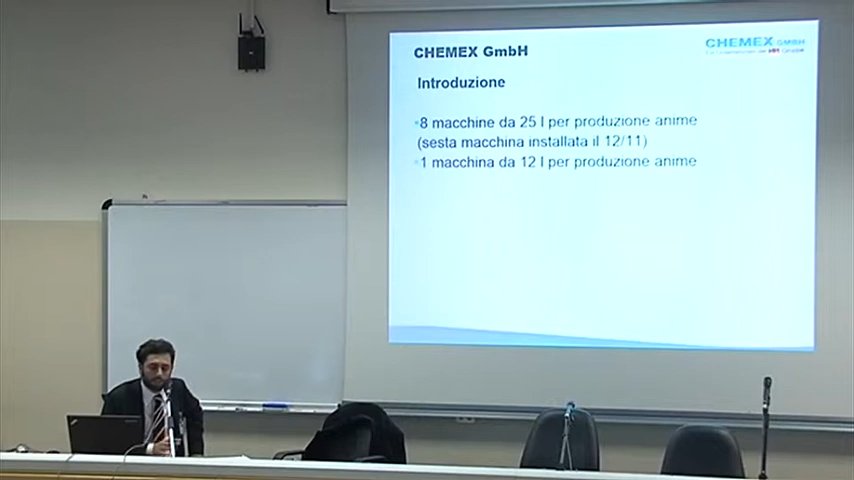 CHEMEX GmbH
CHEMEX GMBH
Introduzione
8 macchine da 25 l per produzione anime
(sesta macchina installata il 12/11)
1 macchina da 12 l per produzione anime